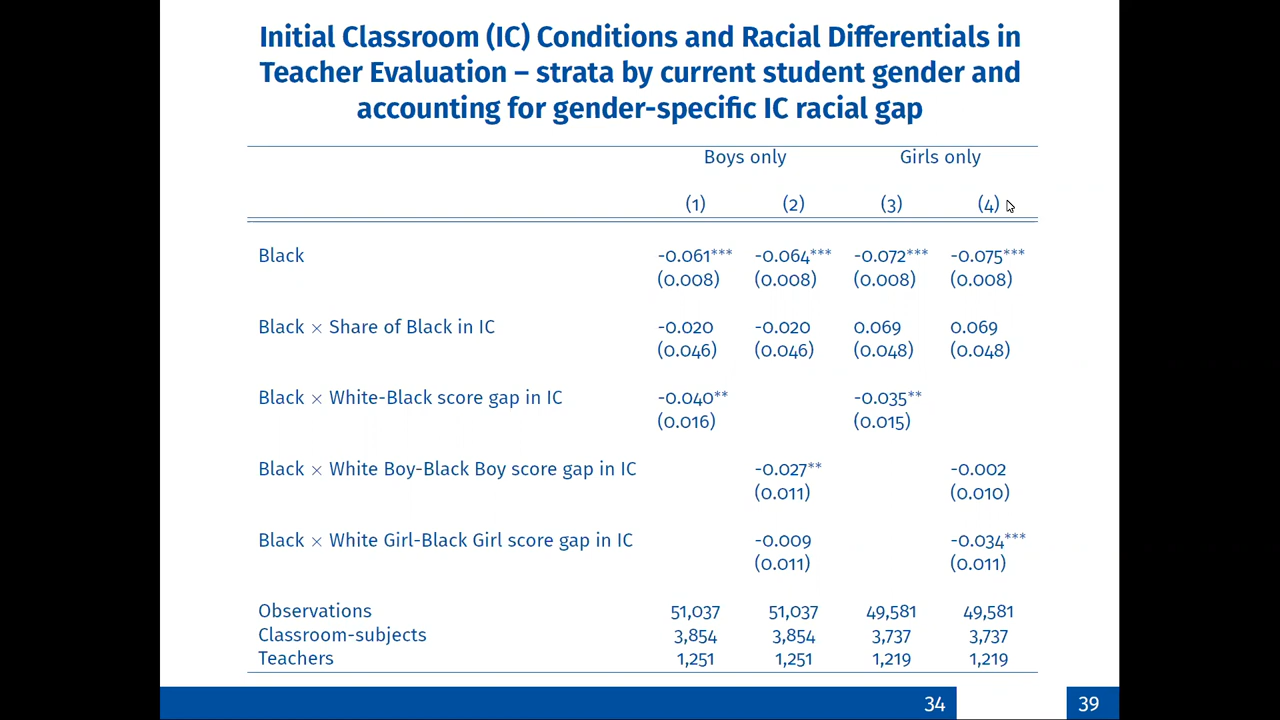 Initial Classroom (IC) Conditions and Racial Differentials in
Teacher Evaluation – strata by current student gender and
accounting for gender-specific IC racial gap
Boys only Girls only
(1) (2) (3) (4)
Black -0.061*** -0.064*** -0.072*** -0.075***
(0.008) (0.008) (0.008) (0.008)
Black × Share of Black in IC -0.020 -0.020 0.069 0.069
(0.046) (0.046) (0.048) (0.048)
Black × White-Black score gap in IC -0.040** -0.035**
(0.016) (0.015)
Black × White Boy-Black Boy score gap in IC -0.027** -0.002
(0.011) (0.010)
Black × White Girl-Black Girl score gap in IC -0.009 -0.034***
(0.011) (0.011)
Observations 51,037 51,037 49,581 49,581
Classroom-subjects 3,854 3,854 3,737 3,737
Teachers 1,251 1,251 1,219 1,219
34 39